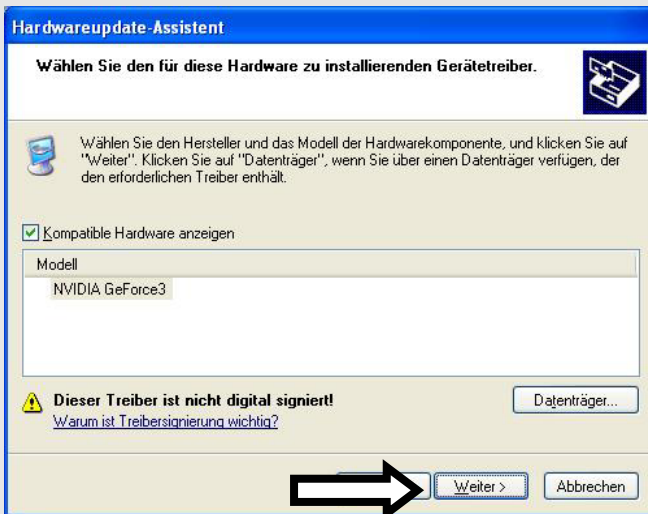 Hardwareupdate-Assistent
Wählen Sie den für diese Hardware zu installierenden Gerätetreiber.
Wählen Sie den Hersteller und das Modell der Hardwarekomponente, und klicken Sie auf
"Weiter". Klicken Sie auf "Datenträger", wenn Sie über einen Datenträger verfügen, der
den erforderlichen Treiber enthält.
Kompatible Hardware anzeigen
Modell
NVIDIA GeForce3
Dieser Treiber ist nicht digital signiert!
Datenträger...
Warum ist Treibersignierung wichtig?
Weiter >
Abbrechen